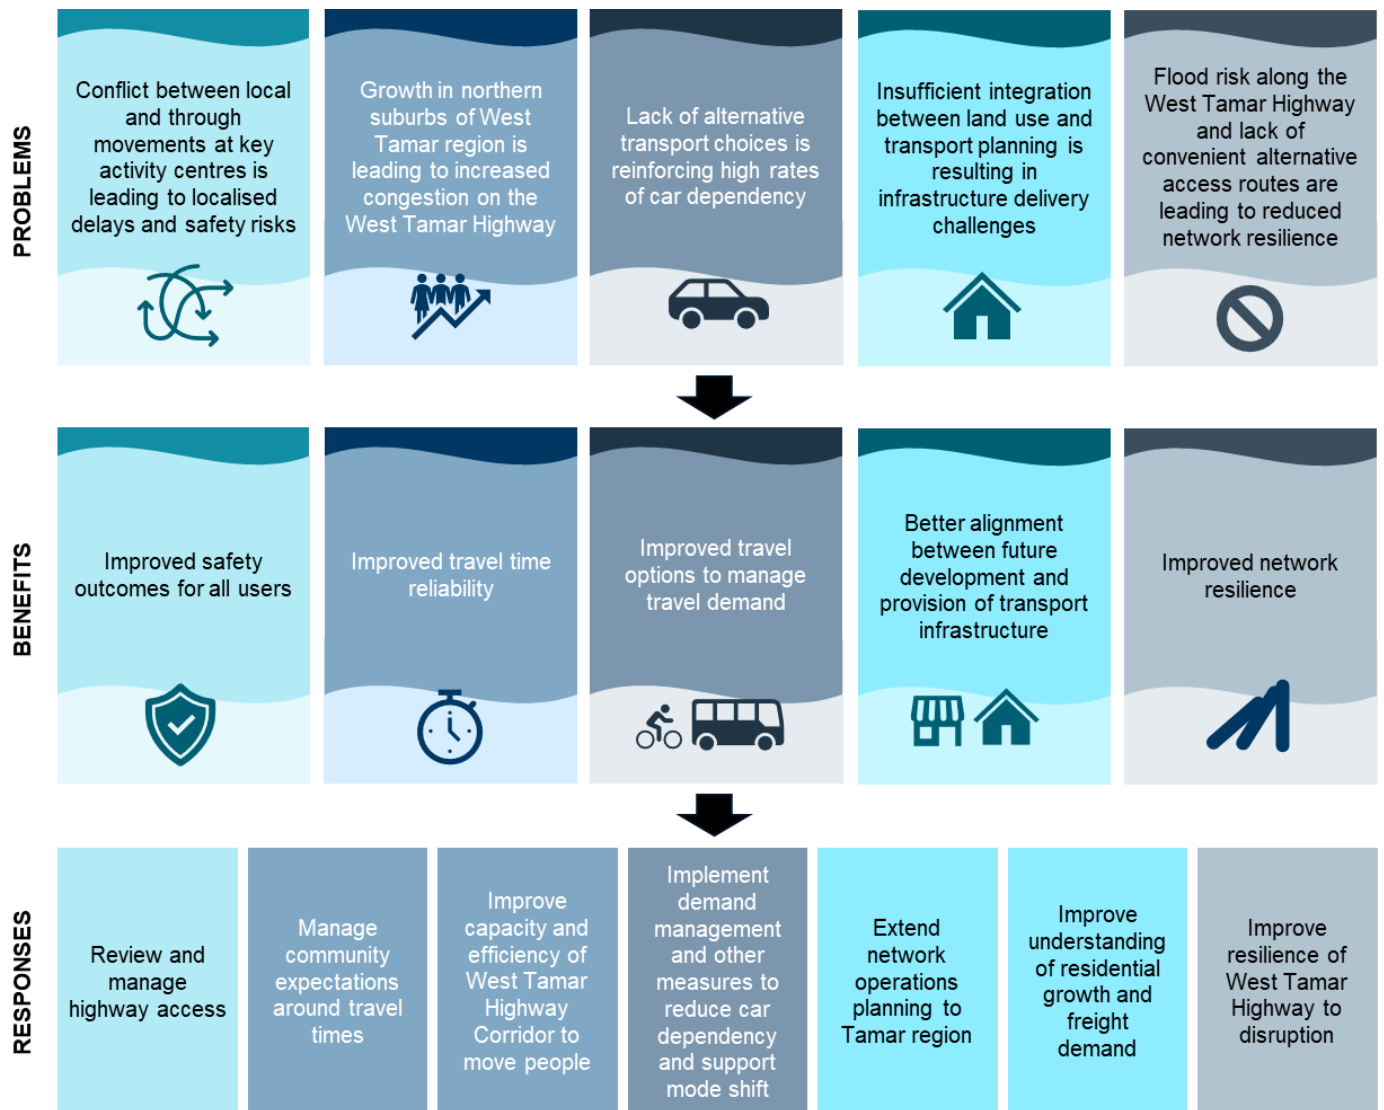 PROBLEMS
Conflict between local
and through
movements at key
activity centres is
leading to localised
delays and safety risks
Growth in northern
suburbs of West
Tamar region is
leading to increased
congestion on the
West Tamar Highway
Lack of alternative
transport choices is
reinforcing high rates
of car dependency
Insufficient integration
between land use and
transport planning is
resulting in
infrastructure delivery
challenges
Flood risk along the
West Tamar Highway
and lack of
convenient alternative
access routes are
leading to reduced
network resilience
BENEFITS
Improved safety
outcomes for all users
Improved travel time
reliability
Improved travel
options to manage
travel demand
Better alignment
between future
development and
provision of transport
infrastructure
Improved network
resilience
RESPONSES
Review and
manage
highway access
Manage
community
expectations
around travel
times
Improve
capacity and
efficiency of
West Tamar
Highway
Corridor to
move people
Implement
demand
management
and other
measures to
reduce car
dependency
and support
mode shift
Extend
network
operations
planning to
Tamar region
Improve
understanding
of residential
growth and
freight
demand
Improve
resilience of
West Tamar
Highway to
disruption